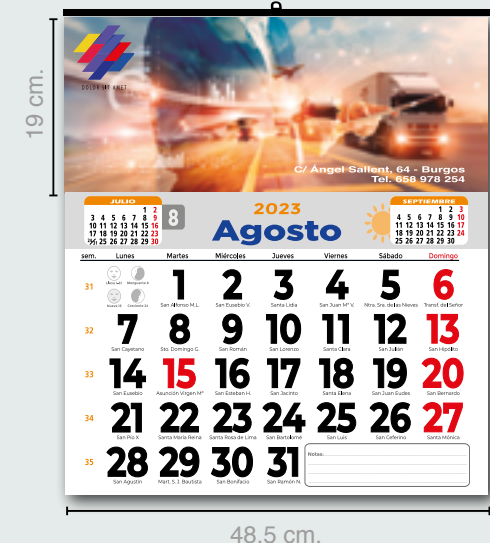 19 cm.
DOLOR SIT AMET
C/ Ángel Sallent, 64 - Burgos
Tel. 658 978 254
JULIO
1 2
3 4 5 6 7 8 9
10 11 12 13 14 15 16
17 18 19 20 21 22 23
24/31 25 26 27 28 29 30
8
2023
Agosto
SEPTIEMBRE
1 2 3
4 5 6 7 8 9 10
11 12 13 14 15 16 17
18 19 20 21 22 23 24
25 26 27 28 29 30
sem. Lunes Martes Miércoles Jueves Viernes Sábado Domingo
31 1 2 3 4 5 6
San Alfonso M.L. San Eusebio V. Santa Lidia San Juan Mª V. Ntra. Sra. de las Nieves Transf. del Señor
32 7 8 9 10 11 12 13
San Cayetano Sto. Domingo G. San Román San Lorenzo Santa Clara San Julián San Hipólito
33 14 15 16 17 18 19 20
San Eusebio Asunción Virgen Mª San Esteban H. San Jacinto Santa Elena San Juan Eudes San Bernardo
34 21 22 23 24 25 26 27
San Pío X Santa María Reina Santa Rosa de Lima San Bartolomé San Luis San Ceferino Santa Mónica
35 28 29 30 31
San Agustín Mart. S. J. Bautista San Bonifacio San Ramón N.
Notas:
48,5 cm.